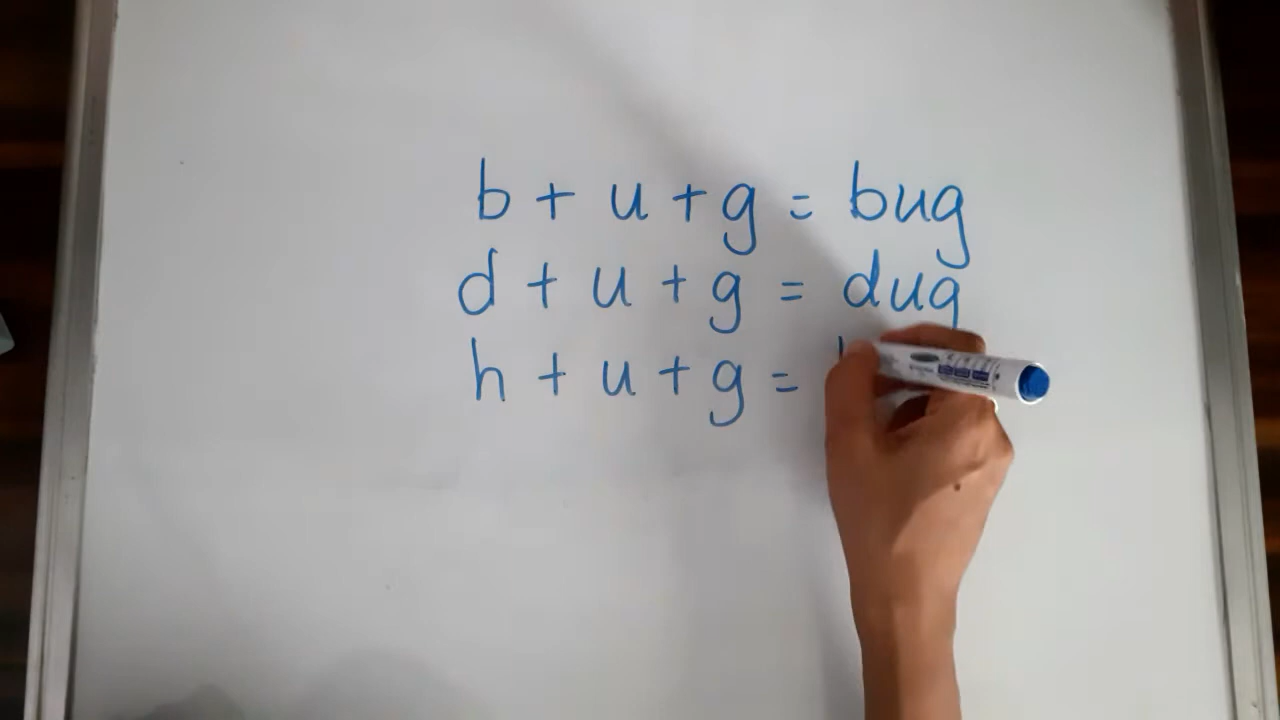 b + u + g = bug
d + u + g = dug
h + u + g =